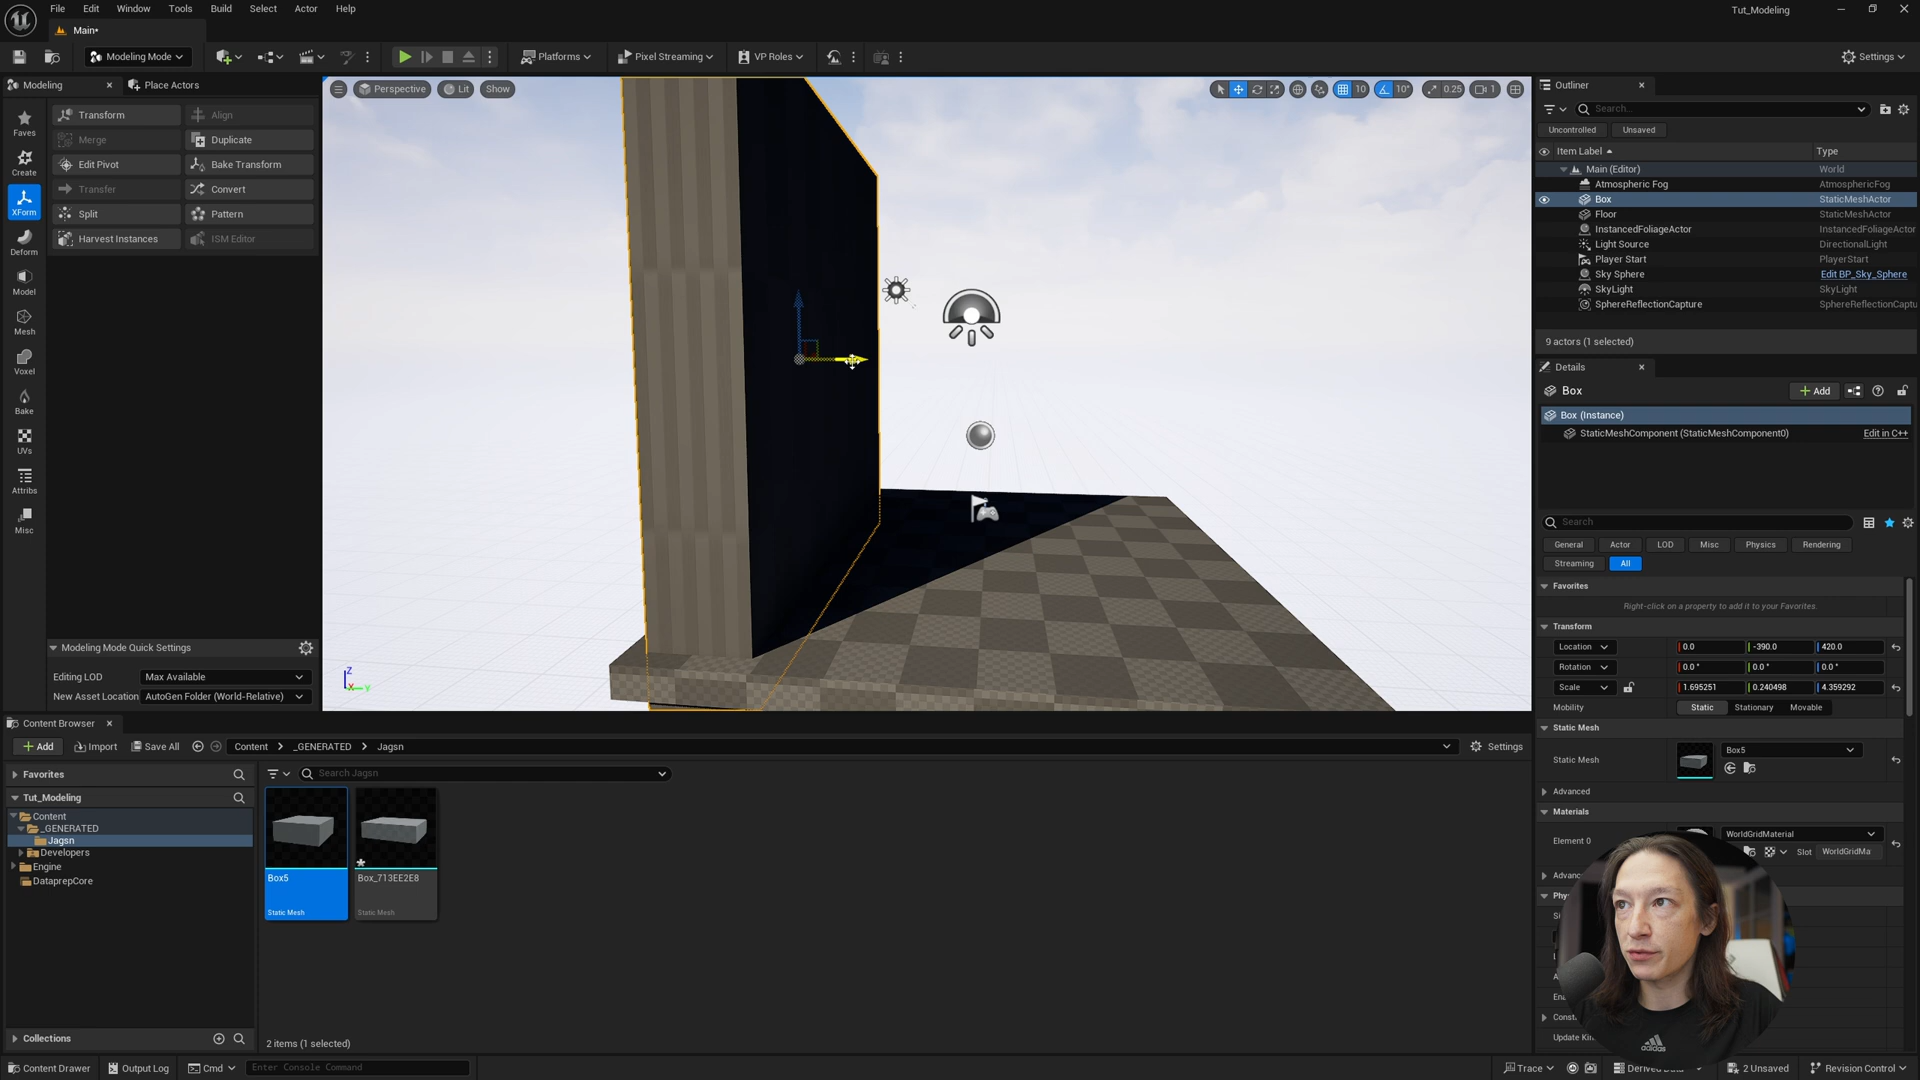 File Edit Window Tools Build Select Actor Help
Tut_Modeling
Main•
Modeling Mode
Platforms
Pixel Streaming
VP Roles
Settings
Modeling
Place Actors
Faves
Create
XForm
Deform
Model
Mesh
Voxel
Bake
UVs
Attribs
Misc
Transform
Align
Merge
Duplicate
Edit Pivot
Bake Transform
Transfer
Convert
Split
Pattern
Harvest Instances
ISM Editor
Modeling Mode Quick Settings
Editing LOD
Max Available
New Asset Location
AutoGen Folder (World-Relative)
Perspective
Lit
Show
10
10°
0.25
1
Z
X
Y
Outliner
Search...
Uncontrolled
Unsaved
Item Label
Type
Main (Editor)
World
Atmospheric Fog
AtmosphericFog
Box
StaticMeshActor
Floor
StaticMeshActor
InstancedFoliageActor
InstancedFoliageActor
Light Source
DirectionalLight
Player Start
PlayerStart
Sky Sphere
Edit BP_Sky_Sphere
SkyLight
SkyLight
SphereReflectionCapture
SphereReflectionCaptu
9 actors (1 selected)
Details
Box
Add
Box (Instance)
StaticMeshComponent (StaticMeshComponent0)
Edit in C++
Search
General
Actor
LOD
Misc
Physics
Rendering
Streaming
All
Favorites
Right-click on a property to add it to your Favorites.
Transform
Location
0.0
-390.0
420.0
Rotation
0.0 °
0.0 °
0.0 °
Scale
1.695251
0.240498
4.359292
Mobility
Static
Stationary
Movable
Static Mesh
Static Mesh
Box5
Advanced
Materials
Element 0
WorldGridMaterial
Slot
WorldGridMa
Update Kin
adidas
Content Browser
Add
Import
Save All
Content
_GENERATED
Jagsn
Settings
Favorites
Tut_Modeling
Content
_GENERATED
Jagsn
Developers
Engine
DataprepCore
Collections
Search Jagsn
Box5
Static Mesh
Box_713EE2E8
Static Mesh
2 items (1 selected)
Content Drawer
Output Log
Cmd
Enter Console Command
Trace
2 Unsaved
Revision Control